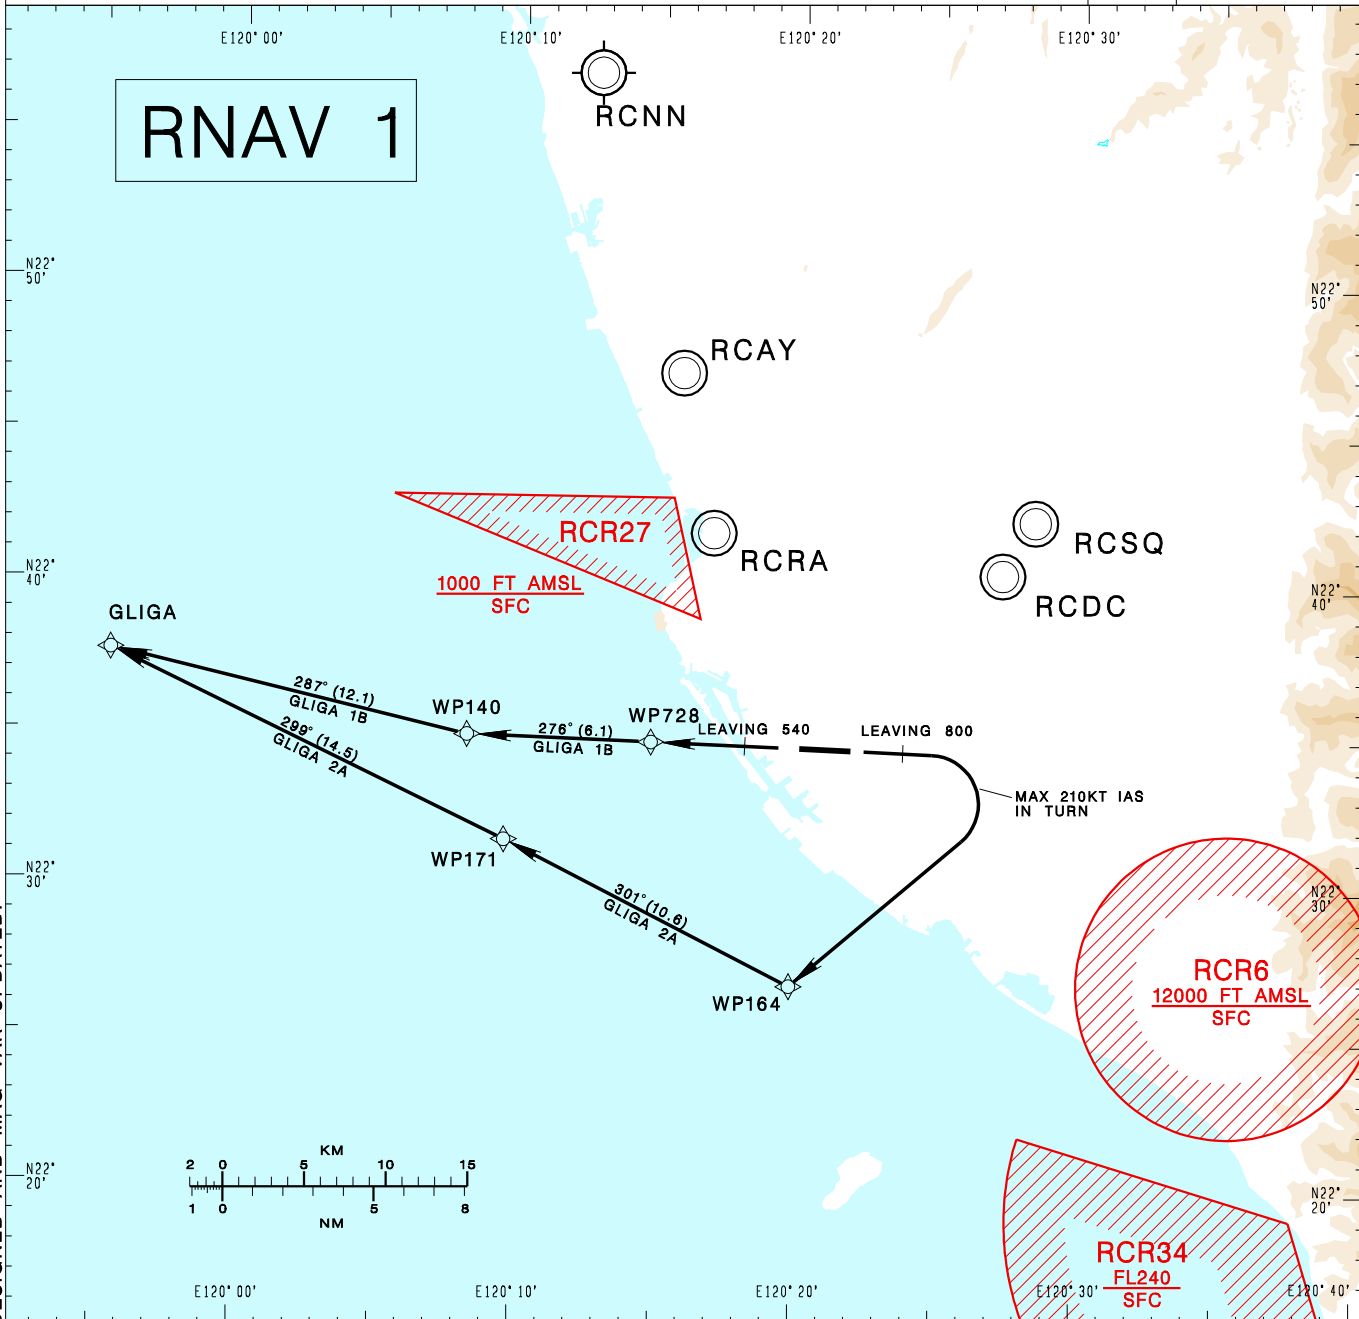 E120° 00'
E120° 10'
E120° 20'
E120° 30'
RNAV 1
RCNN
N22°
50'
N22°
50'
RCAY
RCR27
RCRA
RCSQ
1000 FT AMSL
SFC
N22°
40'
RCDC
N22°
40'
GLIGA
287° (12.1)
GLIGA 1B
WP140
WP728
276° (6.1)
GLIGA 1B
LEAVING 540
LEAVING 800
299° (14.5)
GLIGA 2A
MAX 210KT IAS
IN TURN
WP171
N22°
30'
301° (10.6)
GLIGA 2A
N22°
30'
WP164
RCR6
12000 FT AMSL
SFC
KM
2 0 5 10 15
1 0 5 8
NM
N22°
20'
N22°
20'
RCR34
FL240
SFC
E120° 00'
E120° 10'
E120° 20'
E120° 30'
E120° 40'